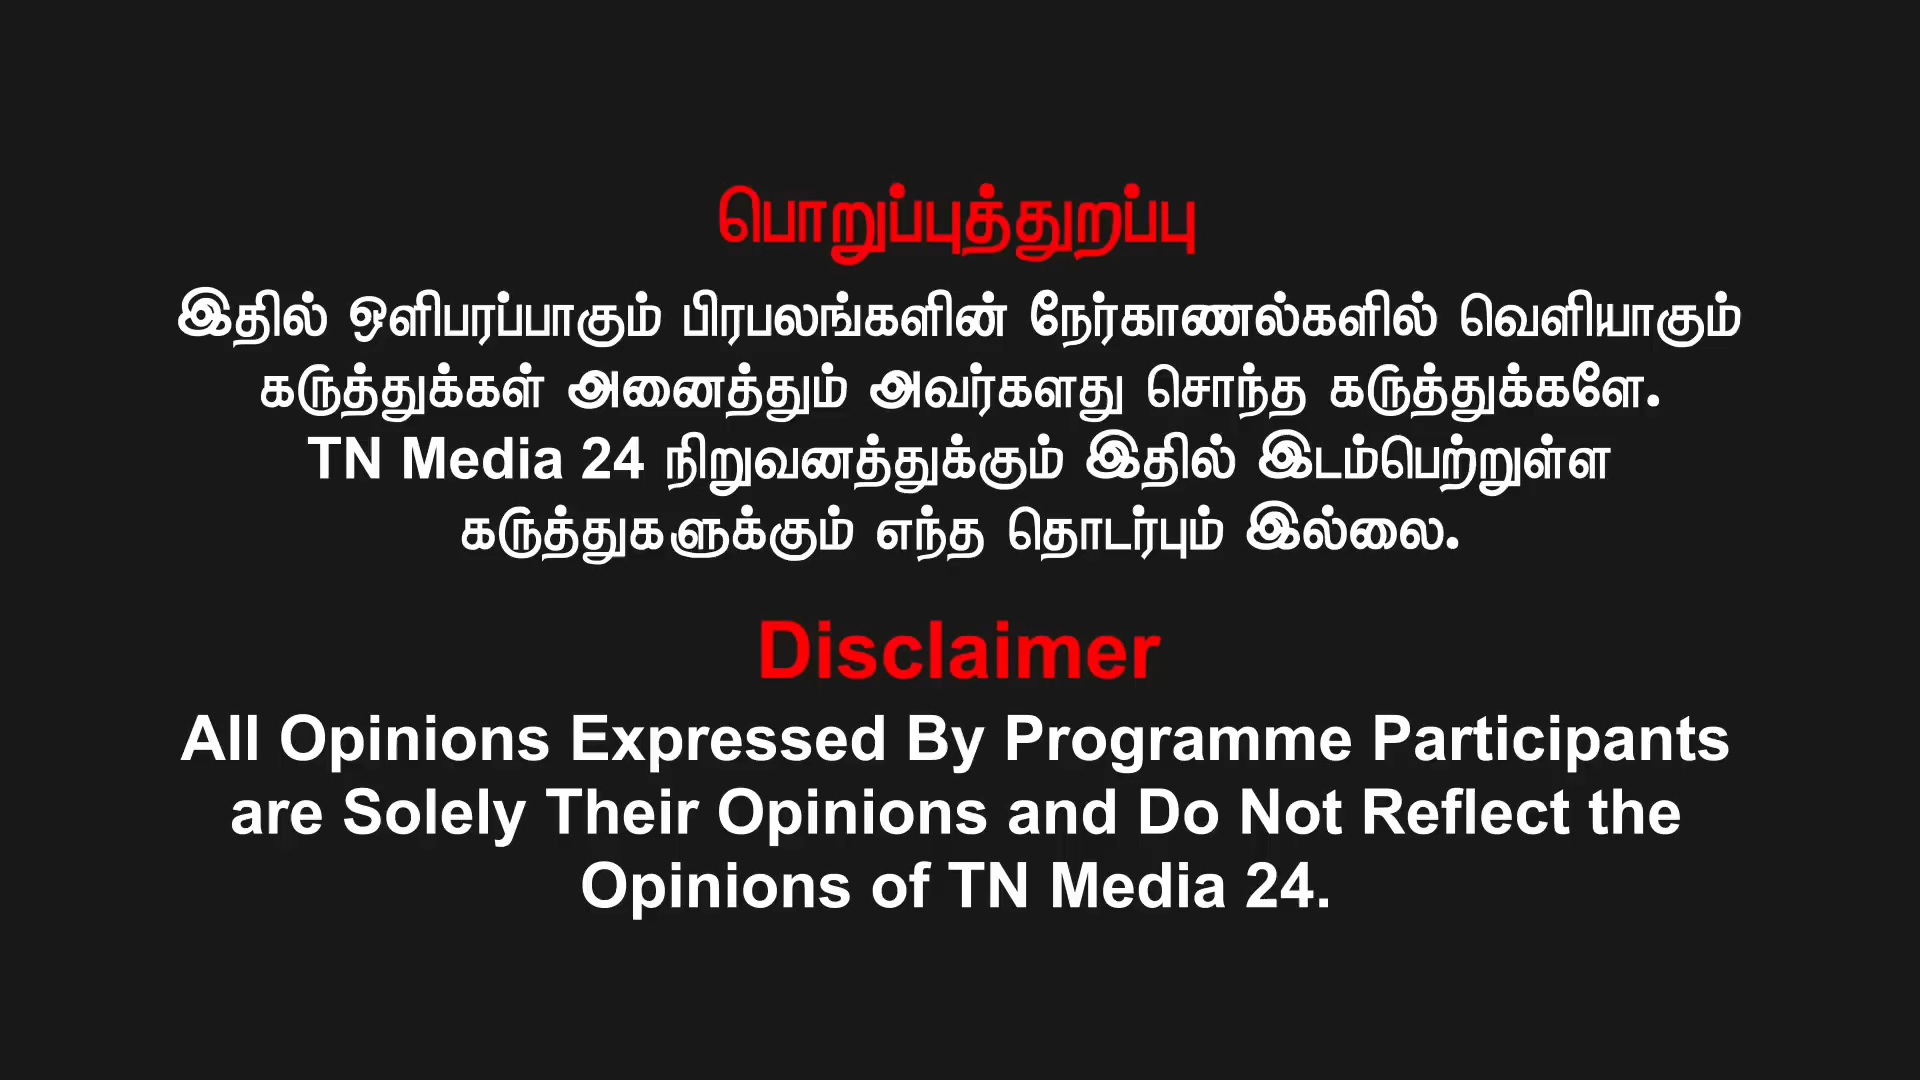 பொறுப்புத்துறப்பு
இதில் ஒளிபரப்பாகும் பிரபலங்களின் நேர்காணல்களில் வெளியாகும்
கருத்துக்கள் அனைத்தும் அவர்களது சொந்த கருத்துக்களே.
TN Media 24 நிறுவனத்துக்கும் இதில் இடம்பெற்றுள்ள
கருத்துகளுக்கும் எந்த தொடர்பும் இல்லை.
Disclaimer
All Opinions Expressed By Programme Participants
are Solely Their Opinions and Do Not Reflect the
Opinions of TN Media 24.